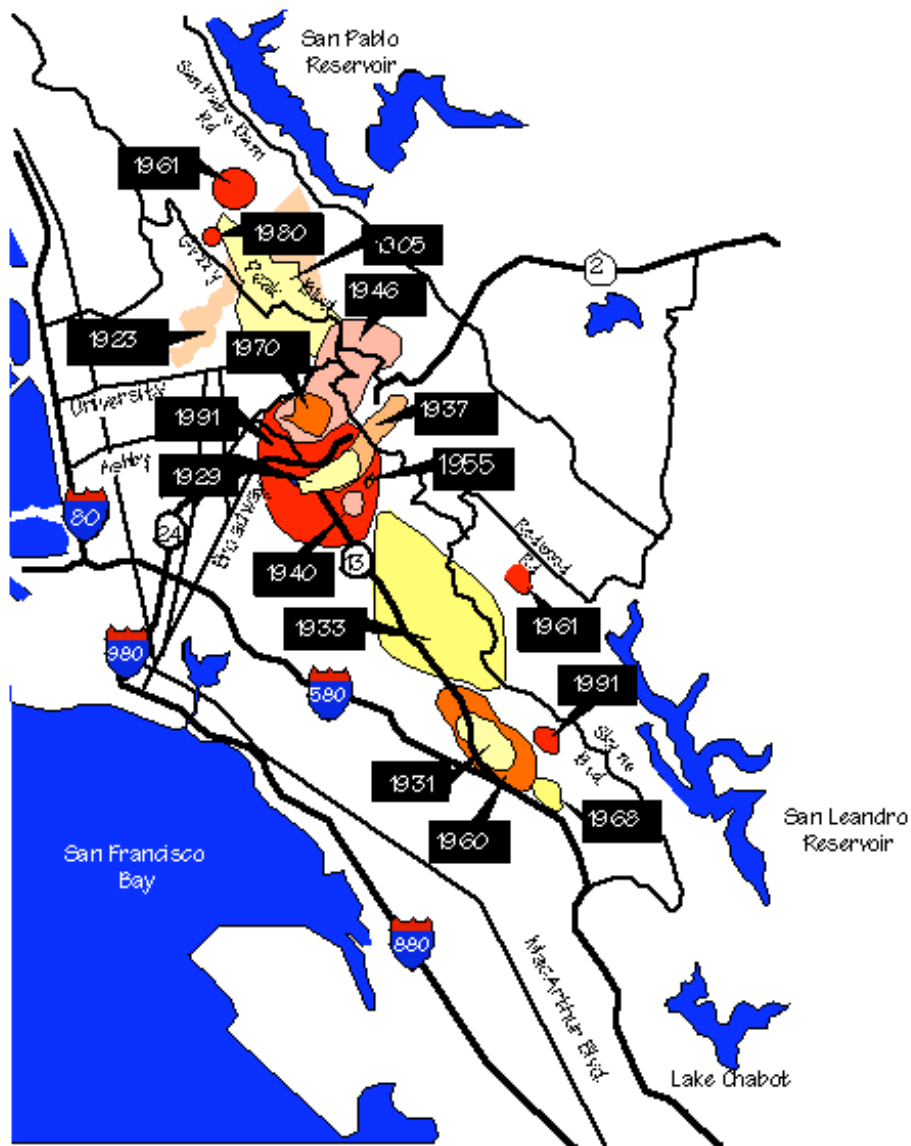 San Pablo
Reservoir
San Pablo Dam
Rd
1961
1980
1305
Grizzly
Peak
Blvd
2
1946
1923
1970
University
1937
1991
Ashby
1929
1955
80
24
Broadway
Redwood
Rd
1940
13
1933
1961
980
580
1991
Skyline
Blvd
1931
1968
1960
San Leandro
Reservoir
San Francisco
Bay
880
MacArthur Blvd.
Lake Chabot